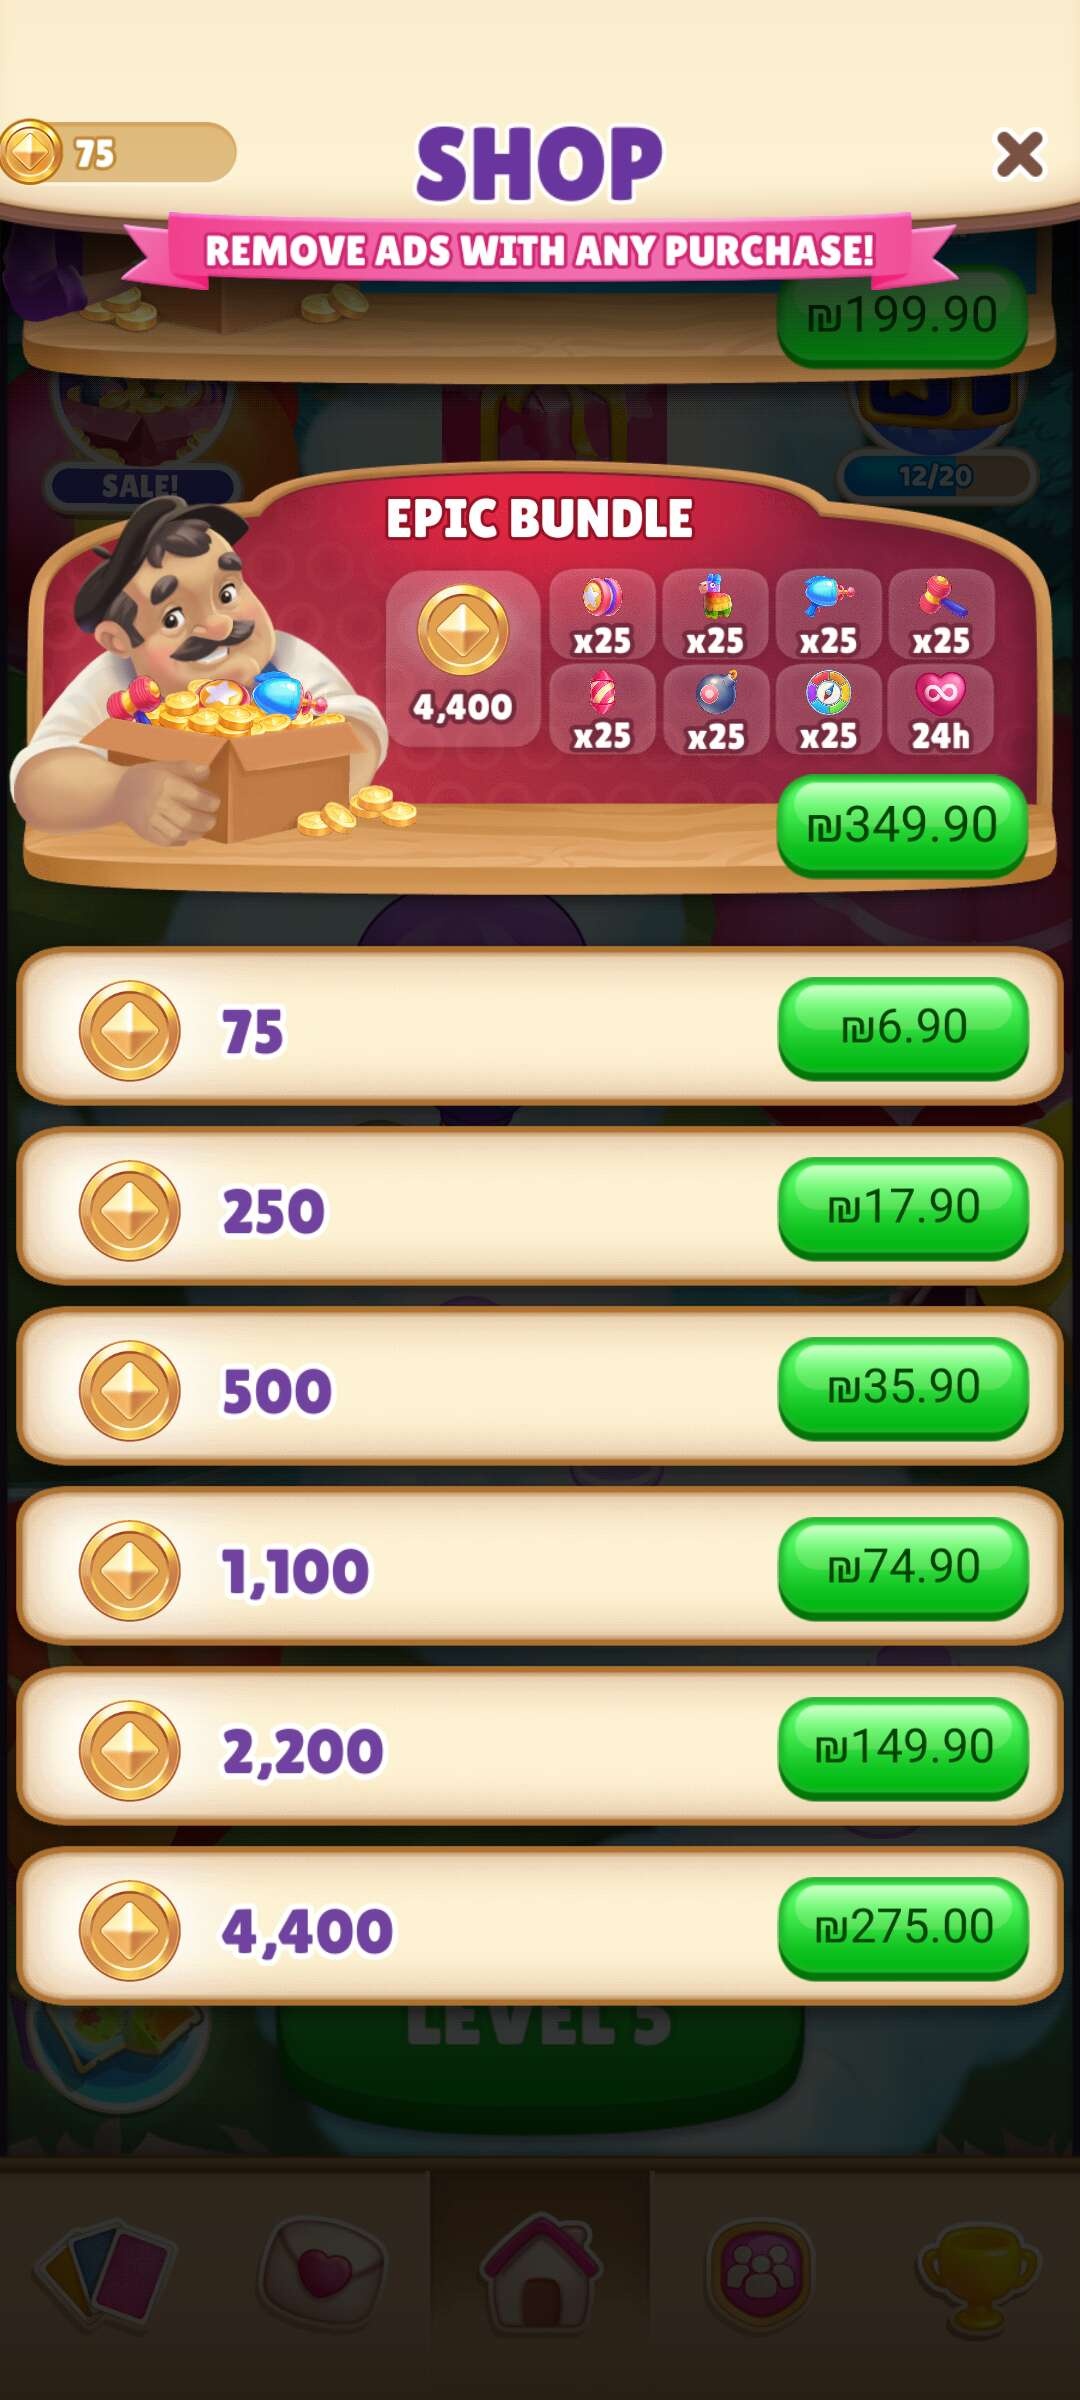 75
SHOP
REMOVE ADS WITH ANY PURCHASE!
₪199.90
SALE!
12/20
EPIC BUNDLE
4,400
x25 x25 x25 x25
x25 x25 x25 24h
₪349.90
75 ₪6.90
250 ₪17.90
500 ₪35.90
1,100 ₪74.90
2,200 ₪149.90
4,400 ₪275.00
LEVEL 5